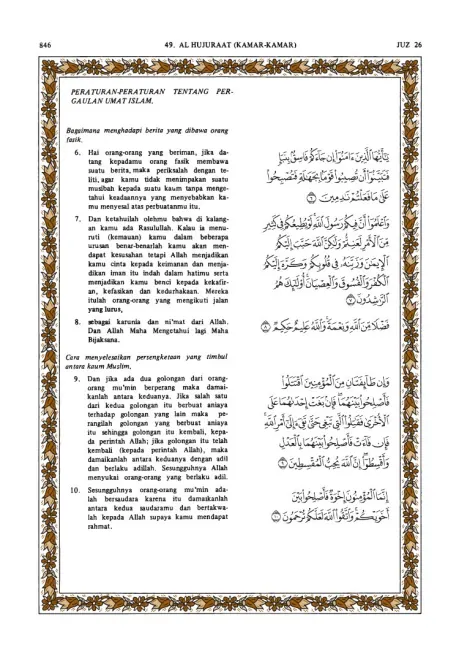 846
49. AL HUJURAAT (KAMAR-KAMAR)
JUZ 26
PERATURAN-PERATURAN TENTANG PER-
GAULAN UMAT ISLAM.
Bagaimana menghadapi berita yang dibawa orang
fasik.
6. Hai orang-orang yang beriman, jika da-
tang kepadamu orang fasik membawa
suatu berita, maka periksalah dengan te-
liti, agar kamu tidak menimpakan suatu
musibah kepada suatu kaum tanpa menge-
tahui keadaannya yang menyebabkan ka-
mu menyesal atas perbuatanmu itu.
7. Dan ketahuilah olehmu bahwa di kalang-
an kamu ada Rasulullah. Kalau ia menu-
ruti (kemauan) kamu dalam beberapa
urusan benar-benarlah kamu akan men-
dapat kesusahan tetapi Allah menjadikan
kamu cinta kepada keimanan dan menja-
dikan iman itu indah dalam hatimu serta
menjadikan kamu benci kepada kekafir-
an, kefasikan dan kedurhakaan. Mereka
itulah orang-orang yang mengikuti jalan
yang lurus,
8. sebagai karunia dan ni'mat dari Allah.
Dan Allah Maha Mengetahui lagi Maha
Bijaksana.
Cara menyelesaikan persengketaan yang timbul
antara kaum Muslim.
9. Dan jika ada dua golongan dari orang-
orang mu'min berperang maka damai-
kanlah antara keduanya. Jika salah satu
dari kedua golongan itu berbuat aniaya
terhadap golongan yang lain maka pe-
rangilah golongan yang berbuat aniaya
itu sehingga golongan itu kembali, kepa-
da perintah Allah; jika golongan itu telah
kembali (kepada perintah Allah), maka
damaikanlah antara keduanya dengan adil
dan berlaku adillah. Sesungguhnya Allah
menyukai orang-orang yang berlaku adil.
10. Sesungguhnya orang-orang mu'min ada-
lah bersaudara karena itu damaikanlah
antara kedua saudaramu dan bertakwa-
lah kepada Allah supaya kamu mendapat
rahmat.
يَٰٓأَيُّهَا ٱلَّذِينَ ءَامَنُوٓا۟ إِن جَآءَكُمْ فَاسِقٌۢ بِنَبَإٍ
فَتَبَيَّنُوٓا۟ أَن تُصِيبُوا۟ قَوْمًۢا بِجَهَٰلَةٍ فَتُصْبِحُوا۟
عَلَىٰ مَا فَعَلْتُمْ نَٰدِمِينَ ٦
وَٱعْلَمُوٓا۟ أَنَّ فِيكُمْ رَسُولَ ٱللَّهِ لَوْ يُطِيعُكُمْ فِى كَثِيرٍ
مِّنَ ٱلْأَمْرِ لَعَنِتُّمْ وَلَٰكِنَّ ٱللَّهَ حَبَّبَ إِلَيْكُمُ
ٱلْإِيمَٰنَ وَزَيَّنَهُۥ فِى قُلُوبِكُمْ وَكَرَّهَ إِلَيْكُمُ
ٱلْكُفْرَ وَٱلْفُسُوقَ وَٱلْعِصْيَانَ أُو۟لَٰٓئِكَ هُمُ
ٱلرَّٰشِدُونَ ٧
فَضْلًا مِّنَ ٱللَّهِ وَنِعْمَةً وَٱللَّهُ عَلِيمٌ حَكِيمٌ ٨
وَإِن طَآئِفَتَانِ مِنَ ٱلْمُؤْمِنِينَ ٱقْتَتَلُوا۟
فَأَصْلِحُوا۟ بَيْنَهُمَا فَإِنۢ بَغَتْ إِحْدَىٰهُمَا عَلَى
ٱلْأُخْرَىٰ فَقَٰتِلُوا۟ ٱلَّتِى تَبْغِى حَتَّىٰ تَفِىٓءَ إِلَىٰٓ أَمْرِ ٱللَّهِ
فَإِن فَآءَتْ فَأَصْلِحُوا۟ بَيْنَهُمَا بِٱلْعَدْلِ
وَأَقْسِطُوٓا۟ إِنَّ ٱللَّهَ يُحِبُّ ٱلْمُقْسِطِينَ ٩
إِنَّمَا ٱلْمُؤْمِنُونَ إِخْوَةٌ فَأَصْلِحُوا۟ بَيْنَ
أَخَوَيْكُمْ وَٱتَّقُوا۟ ٱللَّهَ لَعَلَّكُمْ تُرْحَمُونَ ١٠